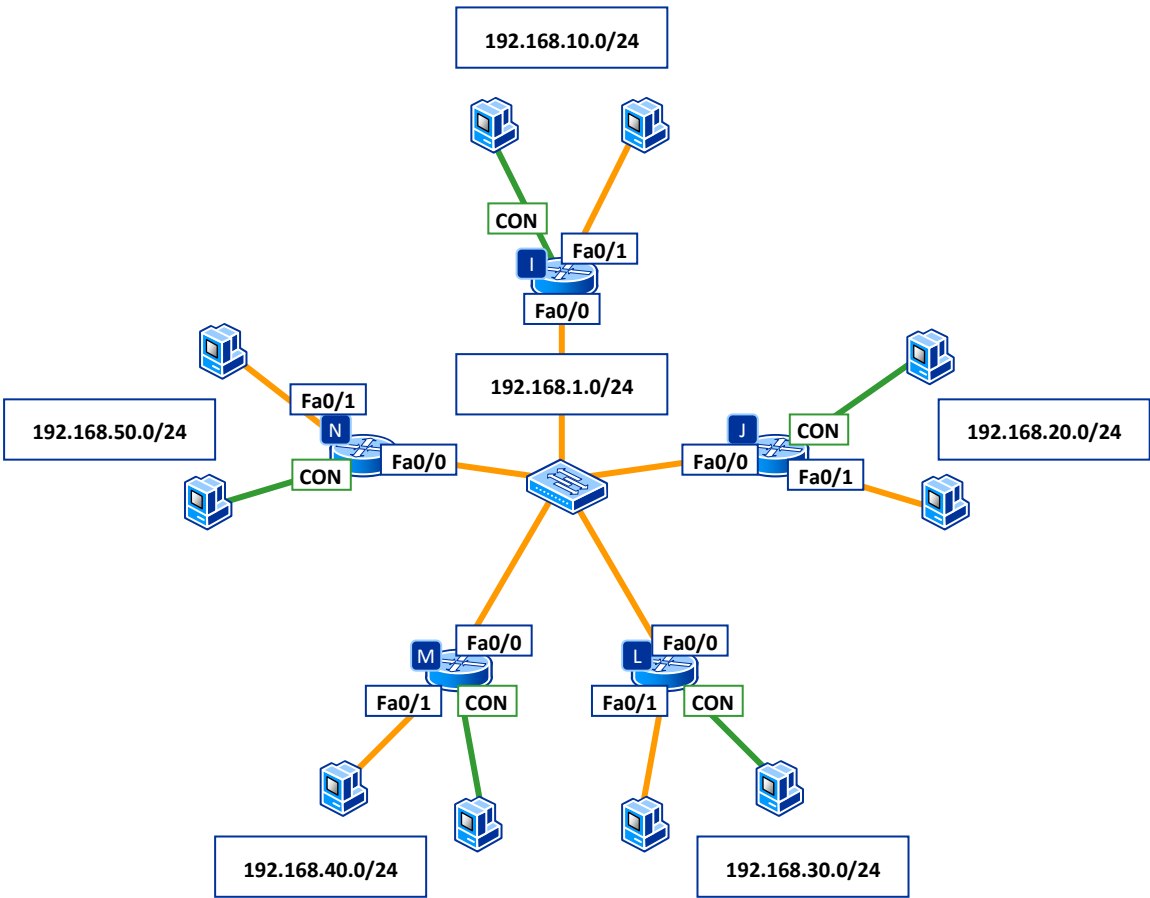 192.168.10.0/24
CON
Fa0/1
I
Fa0/0
192.168.1.0/24
Fa0/1
192.168.50.0/24
N
Fa0/0
CON
J
CON
192.168.20.0/24
Fa0/0
Fa0/1
Fa0/0
M
Fa0/1
CON
Fa0/0
L
Fa0/1
CON
192.168.40.0/24
192.168.30.0/24